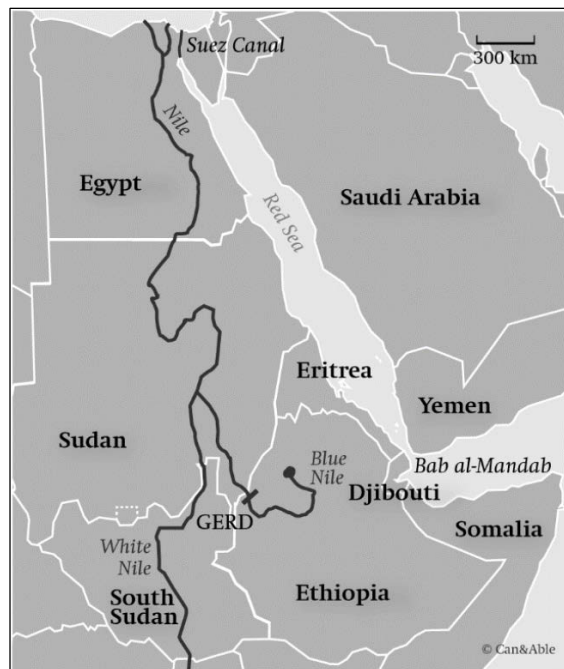 Suez Canal
300 km
Nile
Egypt
Saudi Arabia
Red Sea
Eritrea
Yemen
Sudan
Blue
Nile
Bab al-Mandab
Djibouti
GERD
Somalia
White
Nile
South
Sudan
Ethiopia
© Can&Able